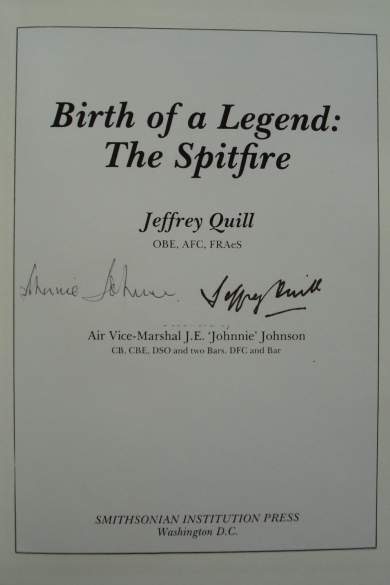 Birth of a Legend:
The Spitfire
Jeffrey Quill
OBE, AFC, FRAeS
Johnnie Johnson. Jeffrey Quill
Air Vice-Marshal J.E. 'Johnnie' Johnson
CB, CBE, DSO and two Bars, DFC and Bar
SMITHSONIAN INSTITUTION PRESS
Washington D.C.